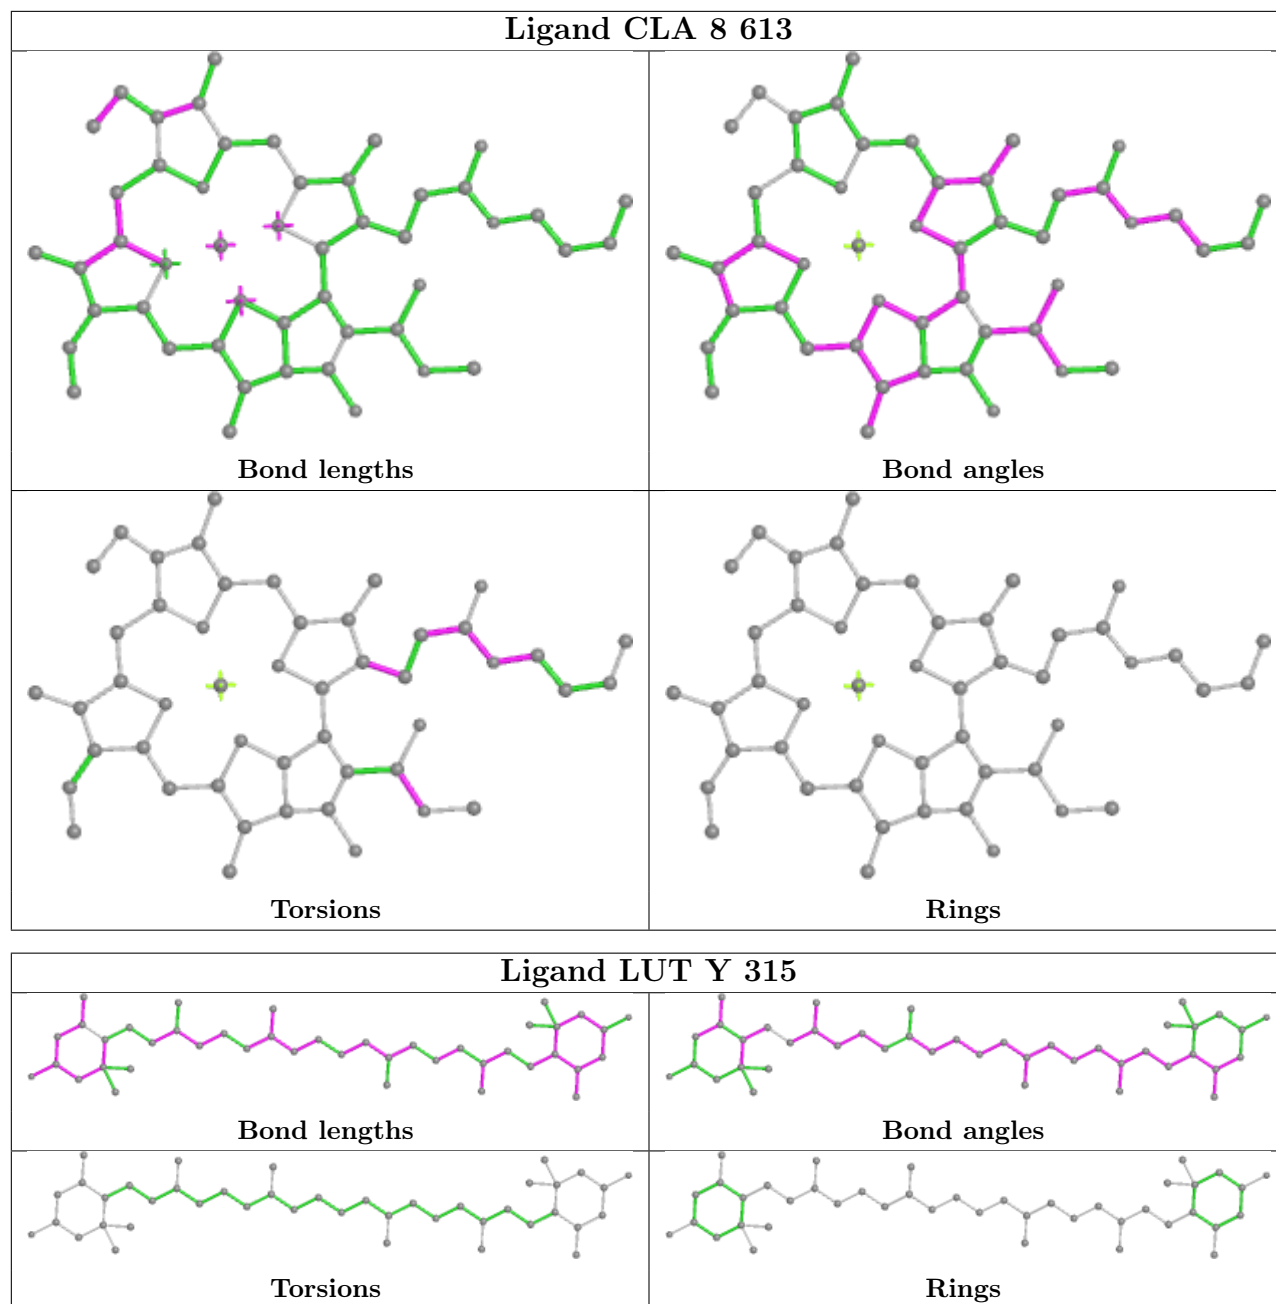 Ligand CLA 8 613
Bond lengths
Bond angles
Torsions
Rings
Ligand LUT Y 315
Bond lengths
Bond angles
Torsions
Rings